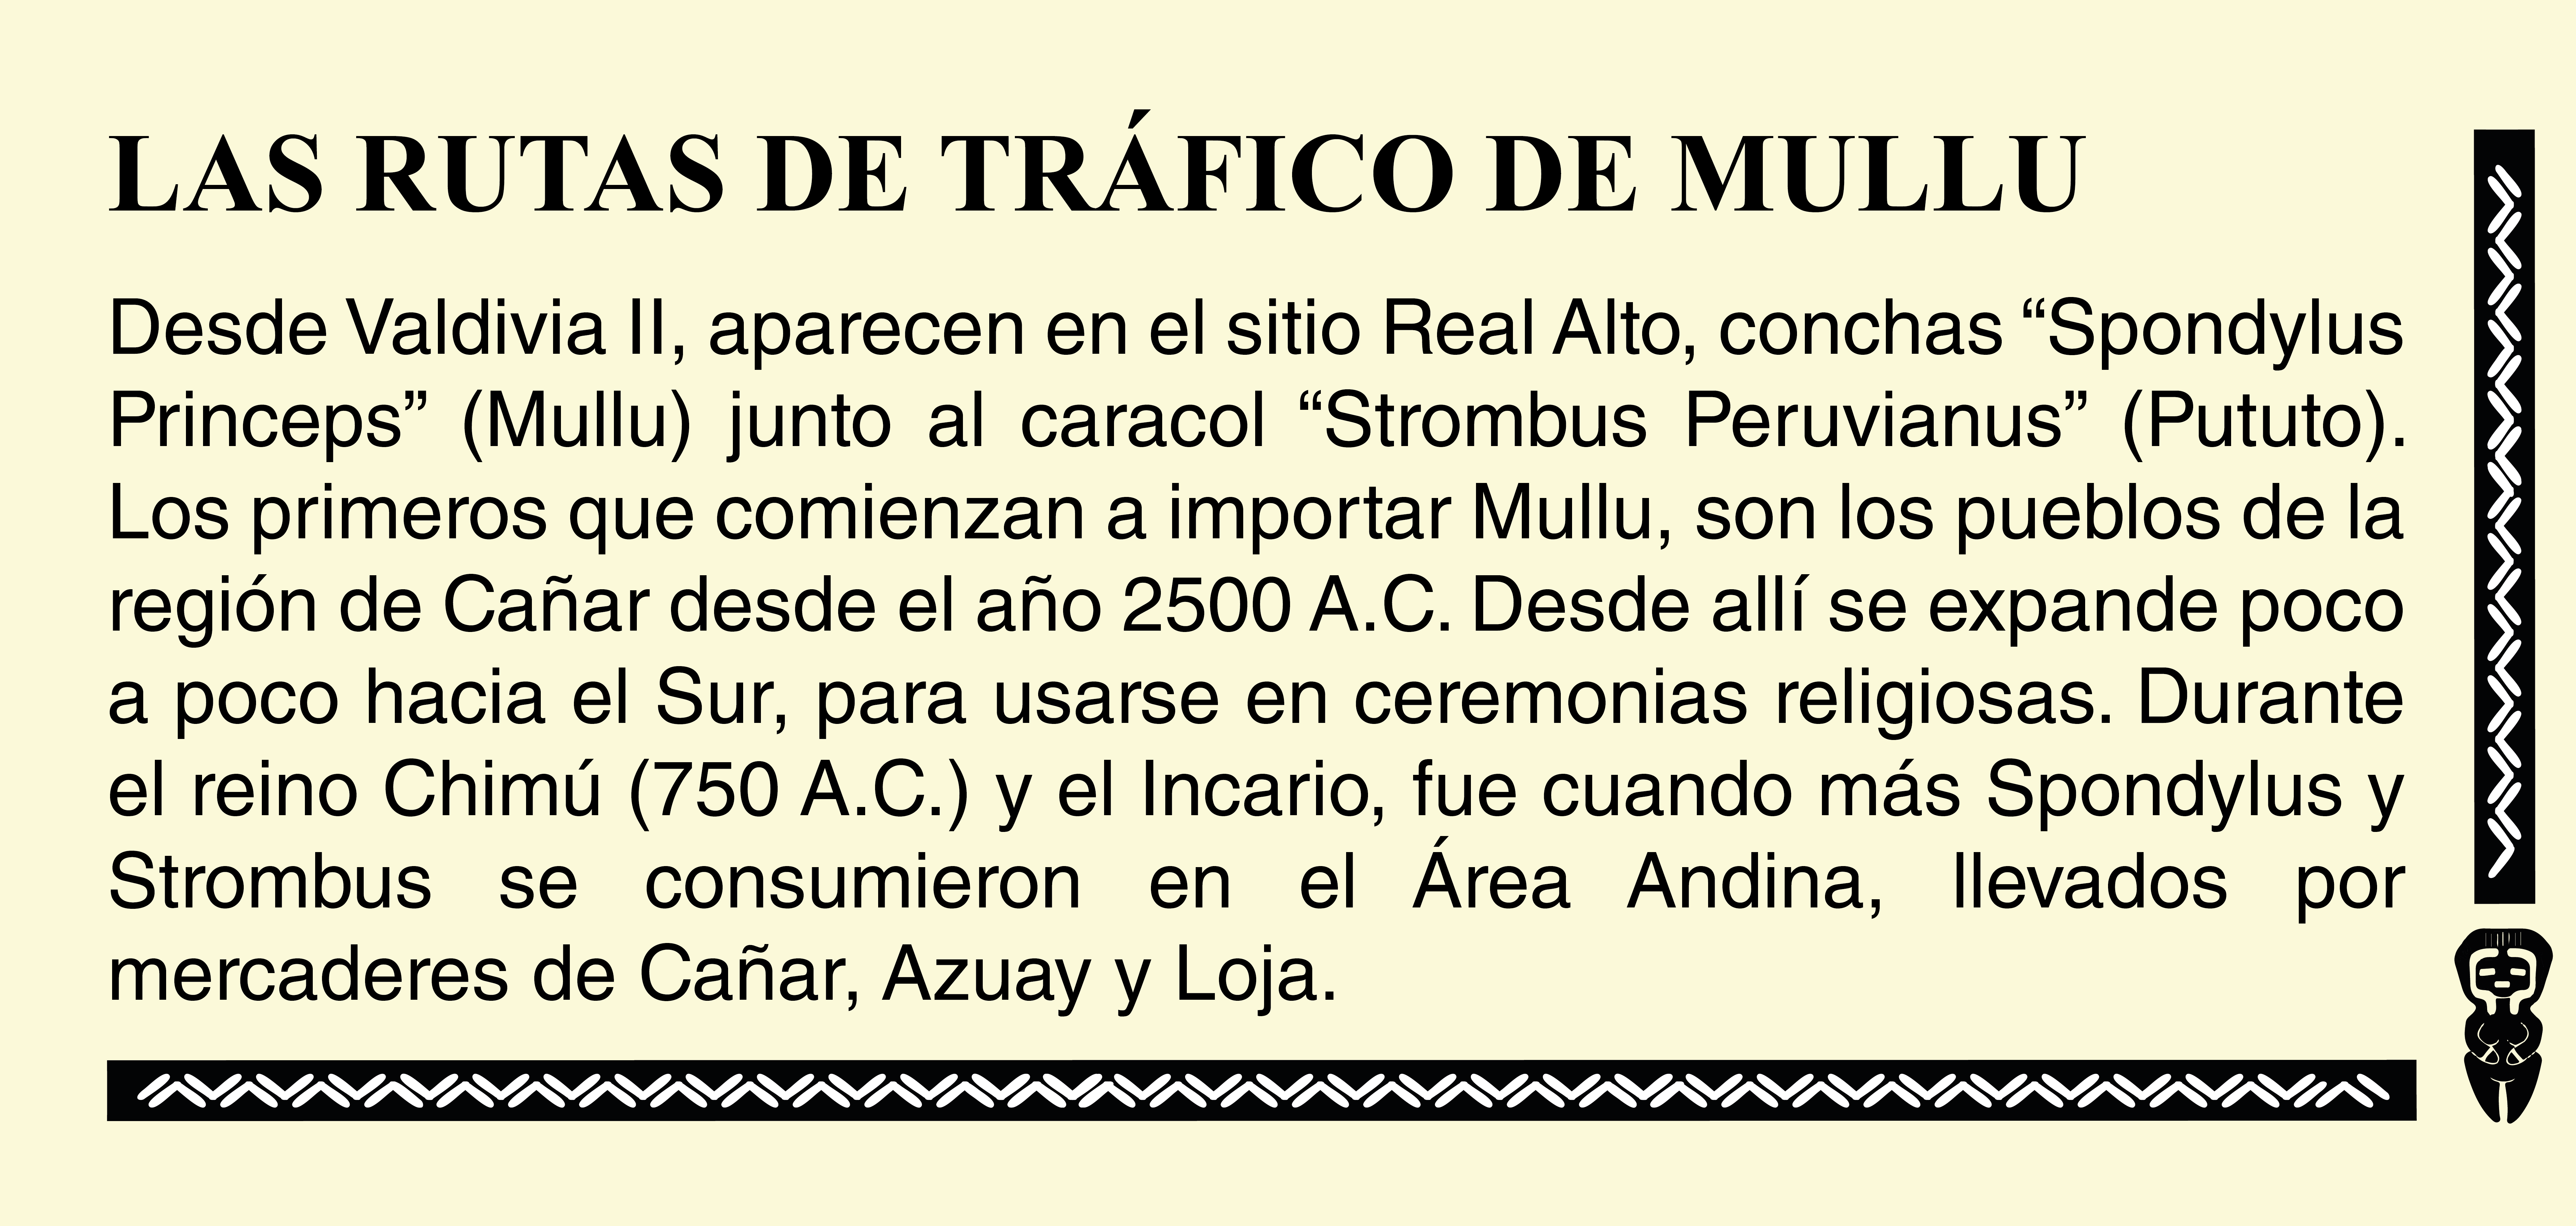 LAS RUTAS DE TRÁFICO DE MULLU
Desde Valdivia II, aparecen en el sitio Real Alto, conchas “Spondylus
Princeps” (Mullu) junto al caracol “Strombus Peruvianus” (Pututo).
Los primeros que comienzan a importar Mullu, son los pueblos de la
región de Cañar desde el año 2500 A.C. Desde allí se expande poco
a poco hacia el Sur, para usarse en ceremonias religiosas. Durante
el reino Chimú (750 A.C.) y el Incario, fue cuando más Spondylus y
Strombus se consumieron en el Área Andina, llevados por
mercaderes de Cañar, Azuay y Loja.